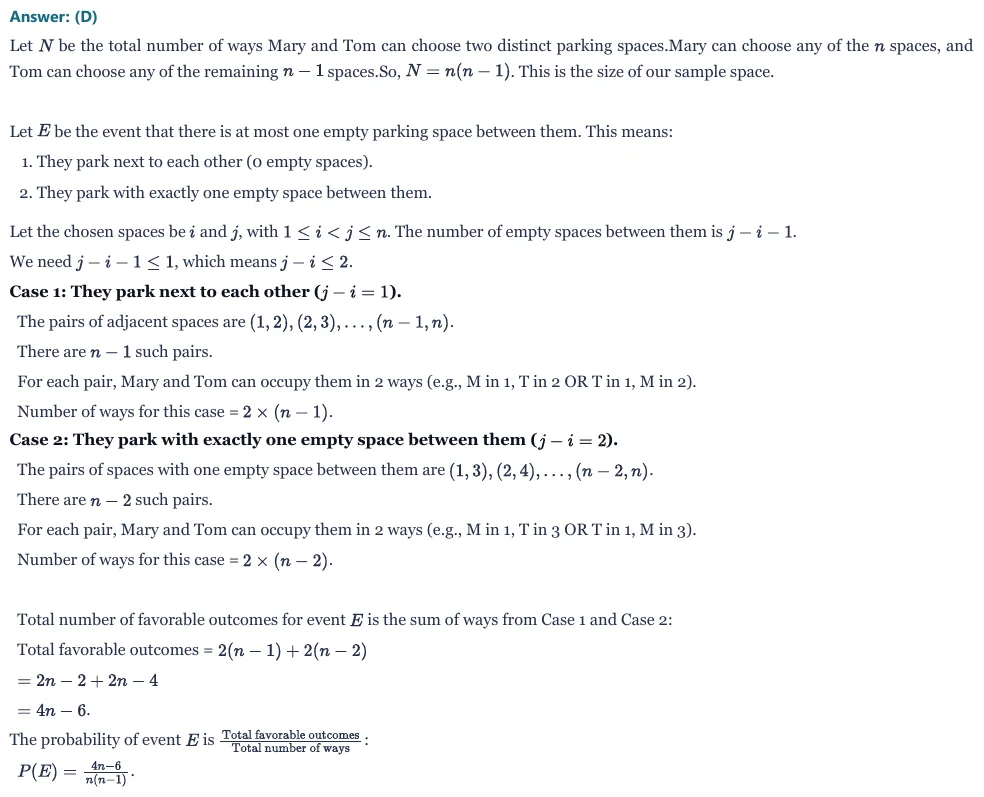 Answer: (D)
Let N be the total number of ways Mary and Tom can choose two distinct parking spaces.Mary can choose any of the n spaces, and
Tom can choose any of the remaining n − 1 spaces.So, N = n(n − 1). This is the size of our sample space.
Let E be the event that there is at most one empty parking space between them. This means:
1. They park next to each other (0 empty spaces).
2. They park with exactly one empty space between them.
Let the chosen spaces be i and j, with 1 ≤ i < j ≤ n. The number of empty spaces between them is j − i − 1.
We need j − i − 1 ≤ 1, which means j − i ≤ 2.
Case 1: They park next to each other (j − i = 1).
The pairs of adjacent spaces are (1, 2), (2, 3), . . . , (n − 1, n).
There are n − 1 such pairs.
For each pair, Mary and Tom can occupy them in 2 ways (e.g., M in 1, T in 2 OR T in 1, M in 2).
Number of ways for this case = 2 × (n − 1).
Case 2: They park with exactly one empty space between them (j − i = 2).
The pairs of spaces with one empty space between them are (1, 3), (2, 4), . . . , (n − 2, n).
There are n − 2 such pairs.
For each pair, Mary and Tom can occupy them in 2 ways (e.g., M in 1, T in 3 OR T in 1, M in 3).
Number of ways for this case = 2 × (n − 2).
Total number of favorable outcomes for event E is the sum of ways from Case 1 and Case 2:
Total favorable outcomes = 2(n − 1) + 2(n − 2)
= 2n − 2 + 2n − 4
= 4n − 6.
The probability of event E is \frac{Total favorable outcomes}{Total number of ways} :
P(E) = \frac{4n−6}{n(n−1)}.